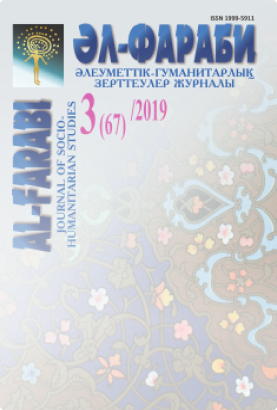 ISSN 1999-5911
ӘЛ-ФАРАБИ
ӘЛЕУМЕТТІК-ГУМАНИТАРЛЫҚ
ЗЕРТТЕУЛЕР ЖУРНАЛЫ
3 (67) /2019
AL-FARABI
JOURNAL OF SOCIO-
HUMANITARIAN STUDIES